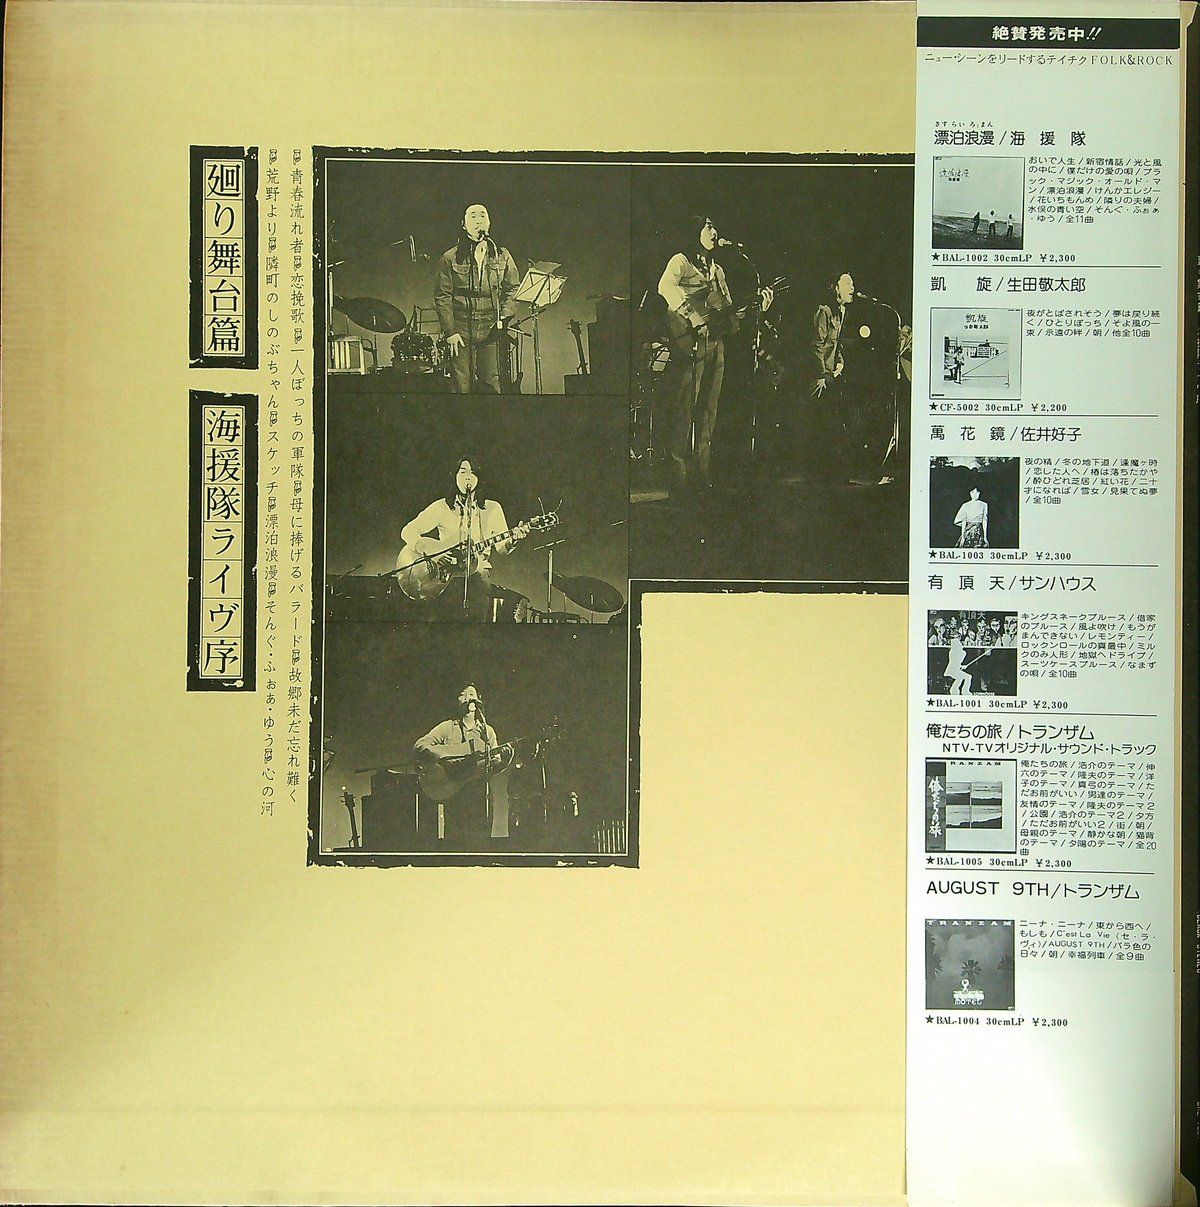 廻り舞台篇
海援隊ライヴ序
青春流れ者 恋挽歌 一人ぼっちの軍隊 母に捧げるバラード 故郷未だ忘れ難く
荒野より 隣町のしのぶちゃん スケッチ 漂泊浪漫 そんぐ・ふぉぁ・ゆう 心の河
絶賛発売中!!
ニュー・シーンをリードするテイチクFOLK&ROCK
さすらい ろまん
漂泊浪漫/海援隊
おいで人生/新宿情話/光と風
の中に/僕だけの愛の唄/ブラ
ック・マジック・オールド・マ
ン/漂泊浪漫/けんかエレジー
/花いちもんめ/隣りの夫婦/
水俣の青い空/そんぐ・ふぉぁ
・ゆう/全11曲
★BAL-1002 30cmLP ¥2,300
凱旋/生田敬太郎
凱旋
夜がとばされそう/夢は戻り続
く/ひとりぼっち/そよ風の一
束/永遠の絆/朝/他全10曲
★CF-5002 30cmLP ¥2,200
萬花鏡/佐井好子
夜の精/冬の地下道/逢魔ヶ時
/恋した人へ/椿は落ちたかや
/酔いどれ芝居/紅い花/二十
才になれば/雪女/見果てぬ夢
/全10曲
★BAL-1003 30cmLP ¥2,300
有頂天/サンハウス
有頂天
キングスネークブルース/借家
のブルース/風よ吹け/もうが
まんできない/レモンティー/
ロックンロールの真最中/ミル
クのみ人形/地獄へドライブ/
スーツケースブルース/なまず
の唄/全10曲
★BAL-1001 30cmLP ¥2,300
俺たちの旅/トランザム
NTV-TVオリジナル・サウンド・トラック
TRANZAM
俺たちの旅
俺たちの旅/浩介のテーマ/伸
六のテーマ/隆夫のテーマ/洋
子のテーマ/真弓のテーマ/た
だお前がいい/男達のテーマ/
友情のテーマ/隆夫のテーマ2
/公園/浩介のテーマ2/夕方
/ただお前がいい2/街/朝/
母親のテーマ/静かな朝/猫背
のテーマ/夕陽のテーマ/全20
曲
★BAL-1005 30cmLP ¥2,300
AUGUST 9TH/トランザム
TRANZAM
MOTEL
ニーナ・ニーナ/東から西へ/
もしも/C'est La Vie (セ・ラ・
ヴィ)/AUGUST 9TH/バラ色の
日々/朝/幸福列車/全9曲
★BAL-1004 30cmLP ¥2,300